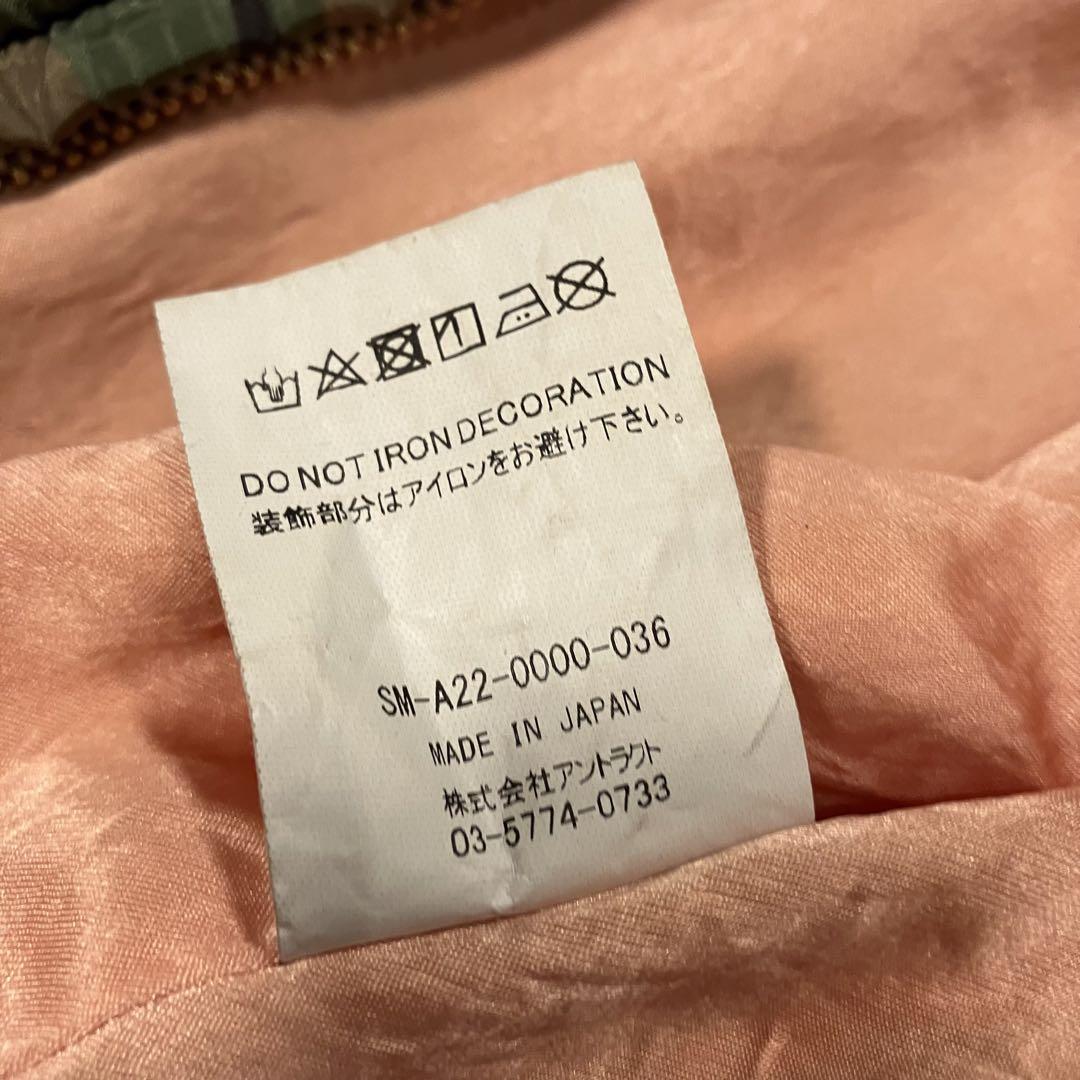 DO NOT IRON DECORATION
装飾部分はアイロンをお避け下さい。
SM-A22-0000-036
MADE IN JAPAN
株式会社アントラクト
03-5774-0733